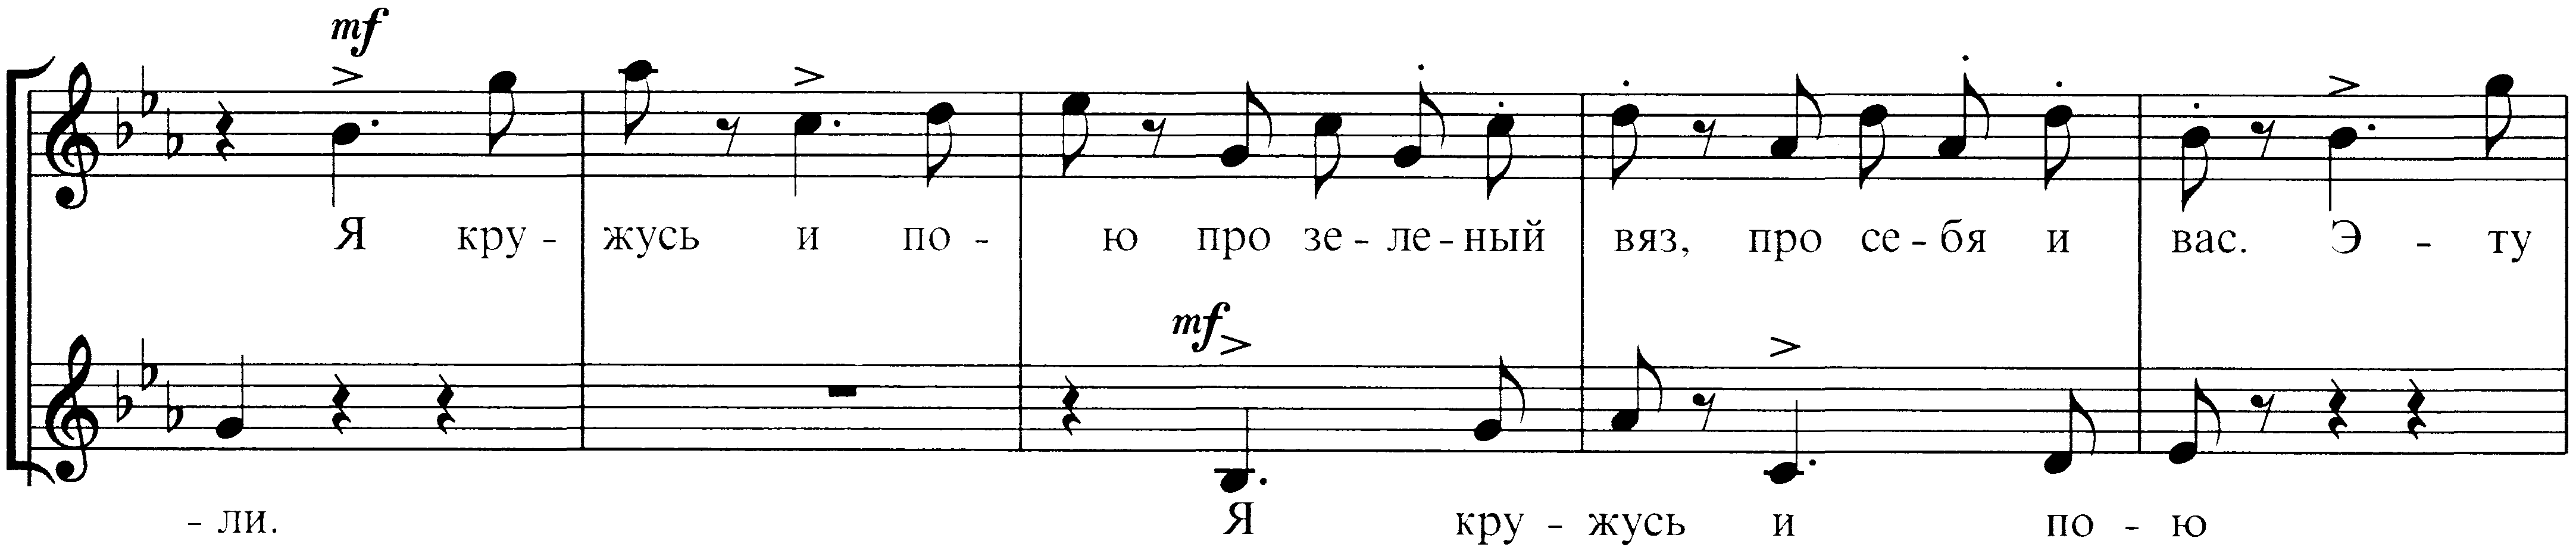 mf
Я кру - жусь и по - ю про зе - ле - ный вяз, про се - бя и вас. Э - ту
mf
- ли. Я кру - жусь и по - ю